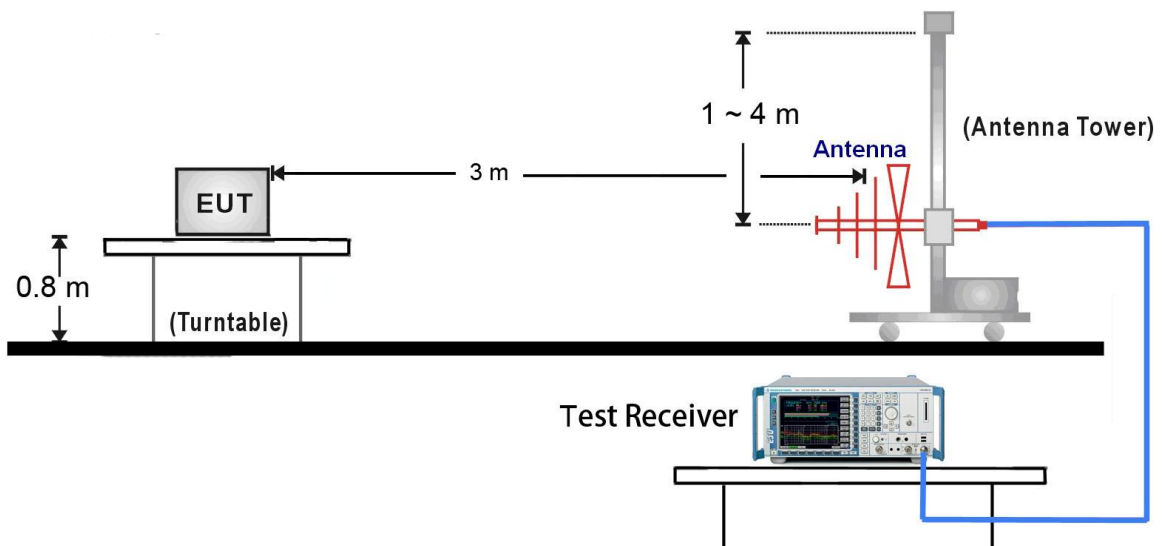 1 ~ 4 m
(Antenna Tower)
Antenna
3 m
EUT
0.8 m
(Turntable)
Test Receiver